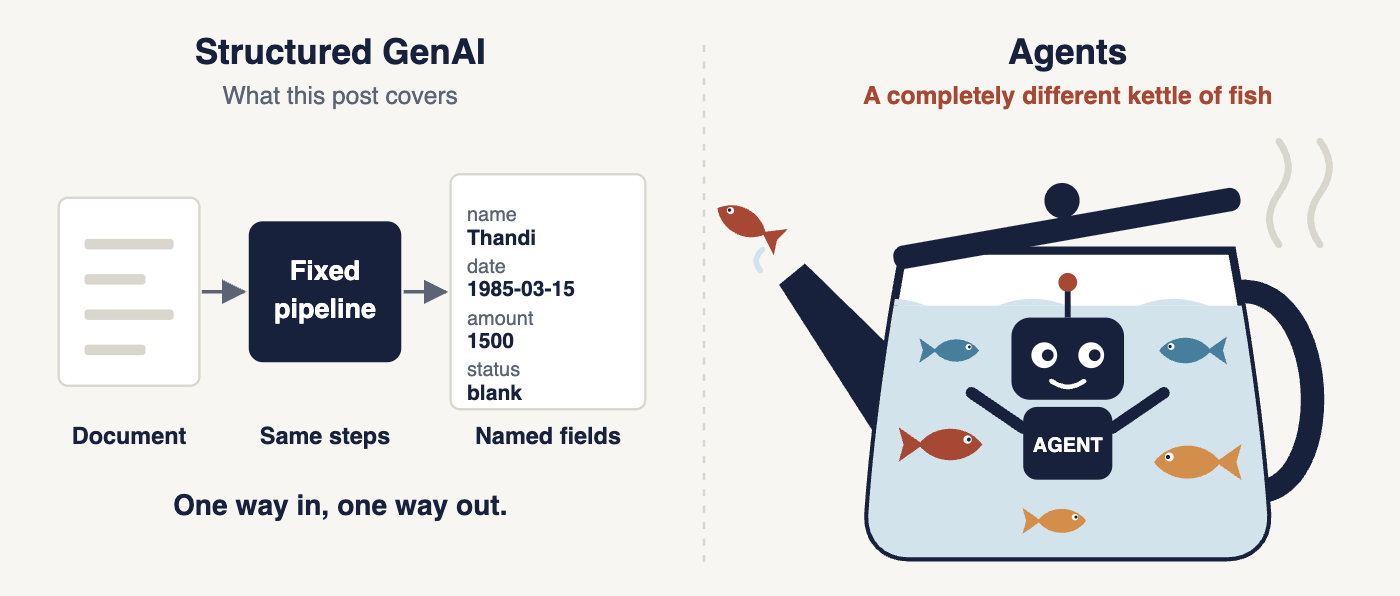 Structured GenAI
What this post covers
Document
Fixed
pipeline
Same steps
name
Thandi
date
1985-03-15
amount
1500
status
blank
Named fields
One way in, one way out.
Agents
A completely different kettle of fish
AGENT